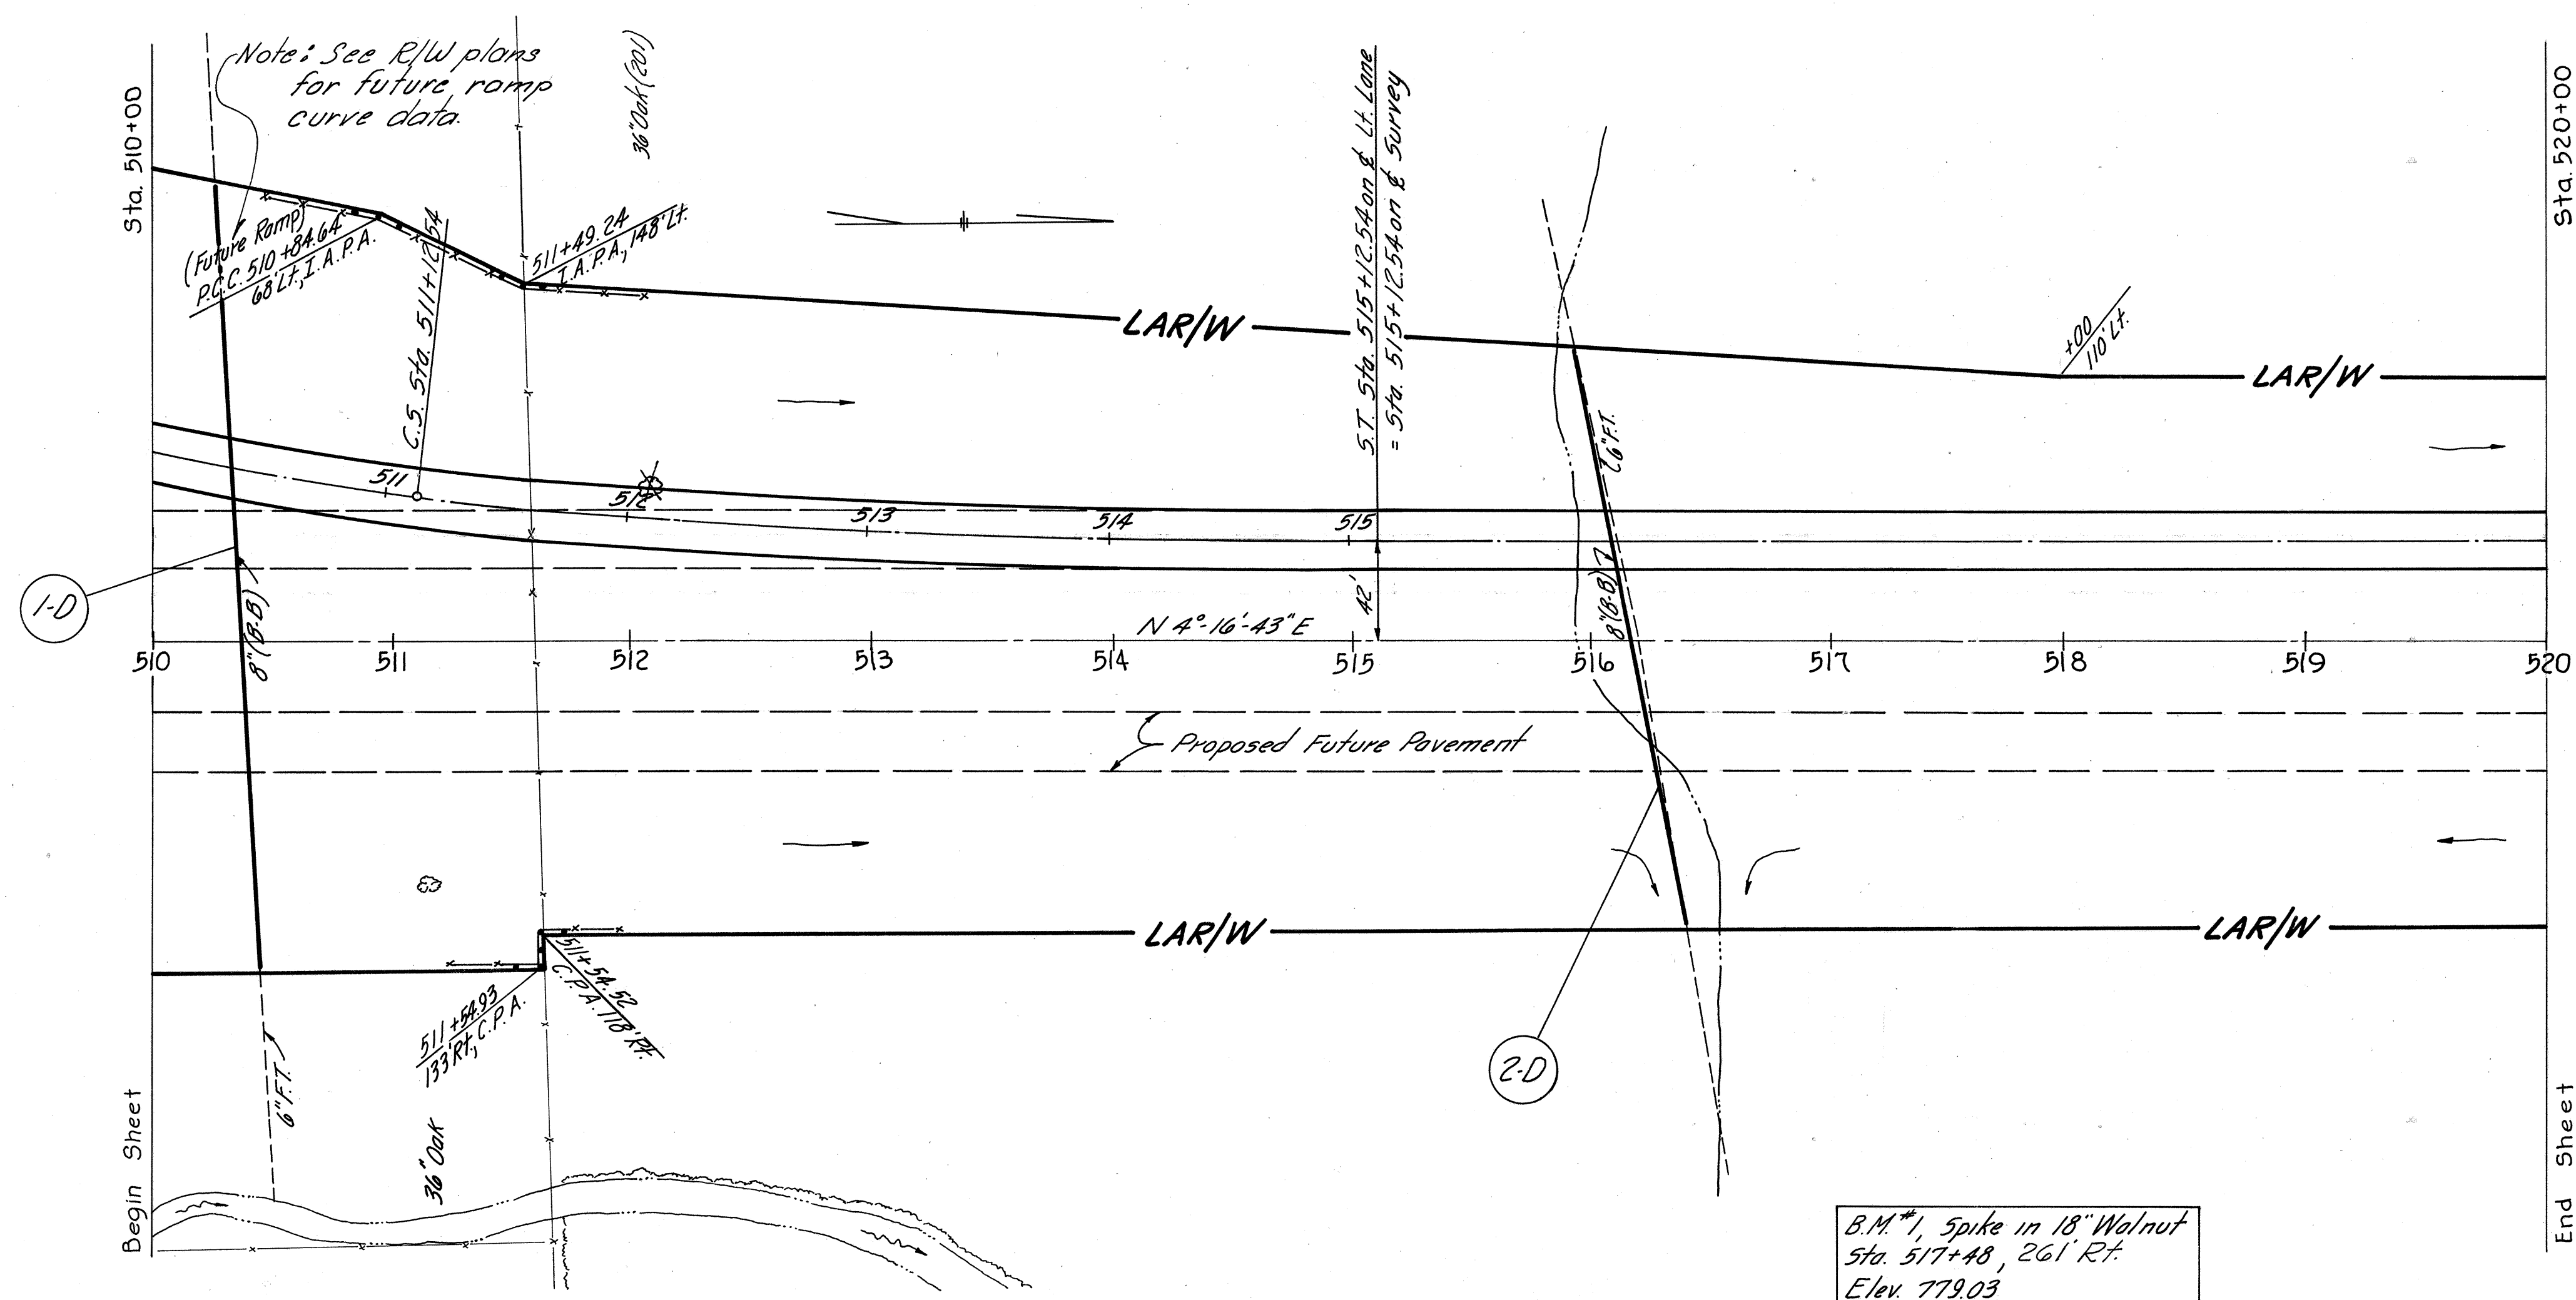 Note: See R/W plans
for future ramp
curve data.
Sta. 510+00
36" Oak (201)
S.T. Sta. 515+12.54 on ℄ Lt. Lane
= Sta. 515+12.54 on ℄ Survey
Sta. 520+00
(Future Ramp)
P.C.C. 510+84.64
68' Lt., I.A.P.A.
C.S. Sta. 511+12.54
511+49.24
I.A.P.A., 148' Lt.
LAR/W
+00
110' Lt.
LAR/W
6" F.T.
511
512
513
514
515
1-D
8" (B-B)
42'
8" (B-B)
N 4°-16'-43" E
510
511
512
513
514
515
516
517
518
519
520
Proposed Future Pavement
LAR/W
LAR/W
511+54.93
133' Rt., C.P.A.
511+54.52
C.P.A. 118' Rt.
2-D
6" F.T.
36" Oak
Begin Sheet
End Sheet
B.M. #1, Spike in 18" Walnut
Sta. 517+48, 261' Rt.
Elev. 779.03